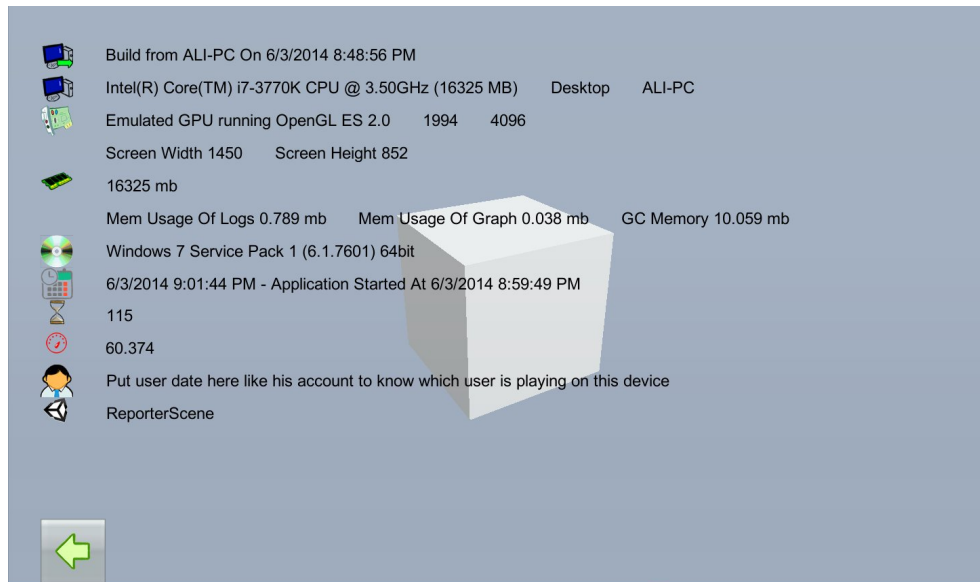 Build from ALI-PC On 6/3/2014 8:48:56 PM
Intel(R) Core(TM) i7-3770K CPU @ 3.50GHz (16325 MB) Desktop ALI-PC
Emulated GPU running OpenGL ES 2.0 1994 4096
Screen Width 1450 Screen Height 852
16325 mb
Mem Usage Of Logs 0.789 mb Mem Usage Of Graph 0.038 mb GC Memory 10.059 mb
Windows 7 Service Pack 1 (6.1.7601) 64bit
6/3/2014 9:01:44 PM - Application Started At 6/3/2014 8:59:49 PM
115
60.374
Put user date here like his account to know which user is playing on this device
ReporterScene